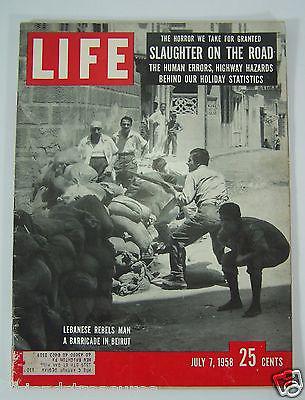 LIFE
THE HORROR WE TAKE FOR GRANTED
SLAUGHTER ON THE ROAD
THE HUMAN ERRORS, HIGHWAY HAZARDS
BEHIND OUR HOLIDAY STATISTICS
LEBANESE REBELS MAN
A BARRICADE IN BEIRUT
JULY 7, 1958 25 CENTS